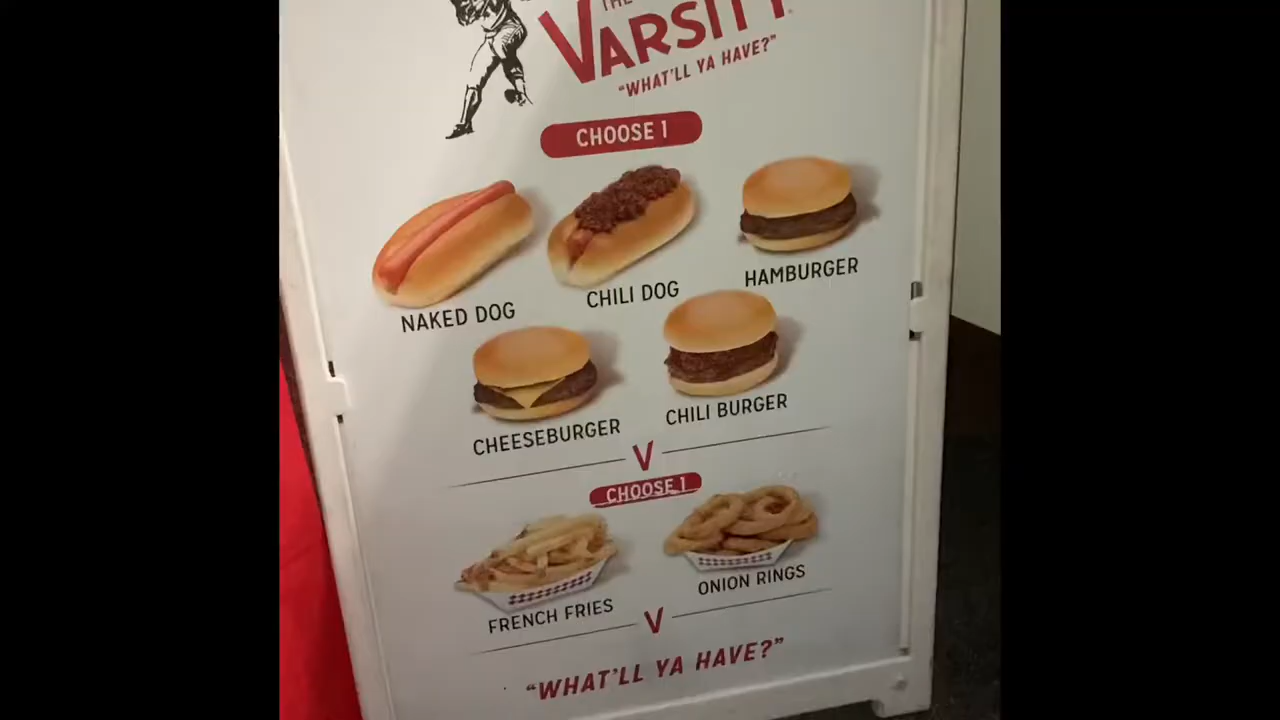 THE
VARSITY
"WHAT'LL YA HAVE?"
CHOOSE 1
NAKED DOG
CHILI DOG
HAMBURGER
CHEESEBURGER
CHILI BURGER
V
CHOOSE 1
FRENCH FRIES
ONION RINGS
V
"WHAT'LL YA HAVE?"